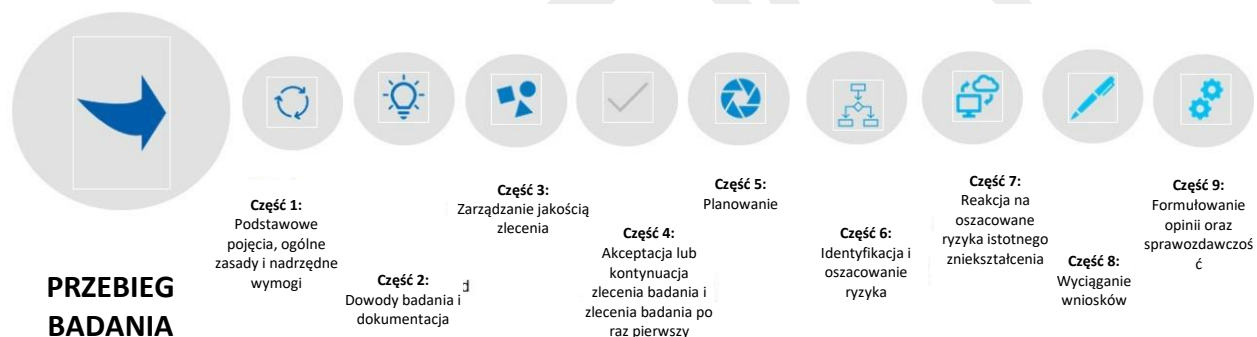 PRZEBIEG
BADANIA
Część 1:
Podstawowe
pojęcia, ogólne
zasady i nadrzędne
wymogi
Część 2:
Dowody badania i
dokumentacja
d
Część 3:
Zarządzanie jakością
zlecenia
Część 4:
Akceptacja lub
kontynuacja
zlecenia badania i
zlecenia badania po
raz pierwszy
Część 5:
Planowanie
Część 6:
Identyfikacja i
oszacowanie
ryzyka
Część 7:
Reakcja na
oszacowane
ryzyka istotnego
zniekształcenia
Część 8:
Wyciąganie
wniosków
Część 9:
Formułowanie
opinii oraz
sprawozdawczoś
ć